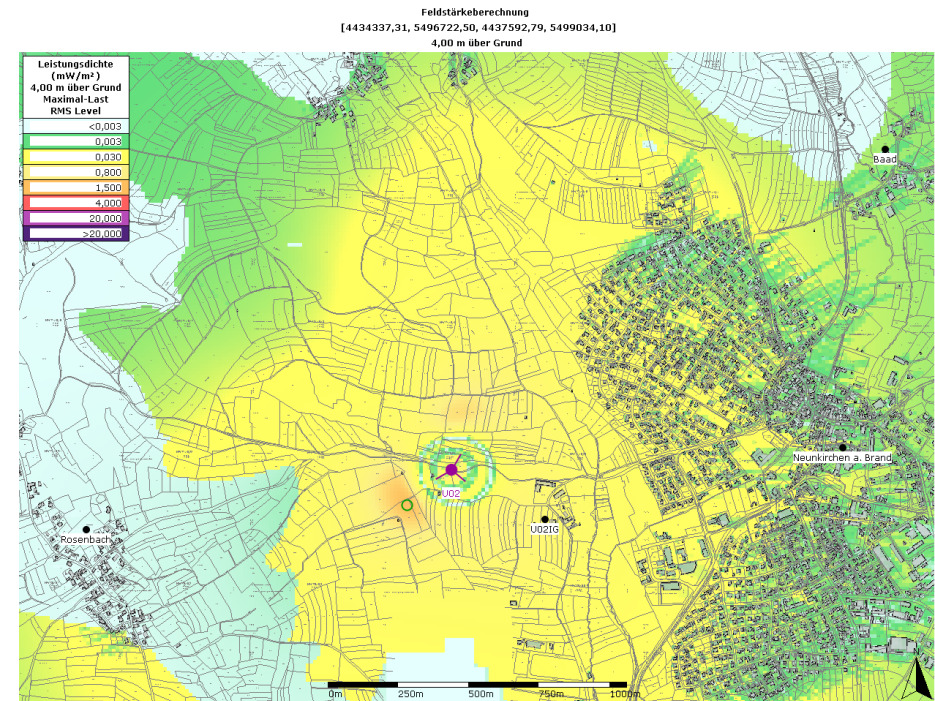 Feldstärkeberechnung
[4434337,31, 5496722,50, 4437592,79, 5499034,10]
4,00 m über Grund
Leistungsdichte
(mW/m²)
4,00 m über Grund
Maximal-Last
RMS Level
<0,003
0,003
0,030
0,800
1,500
4,000
20,000
>20,000
Baad
Neunkirchen a. Brand
U02
U02IG
Rosenbach
N
0m 250m 500m 750m 1000m